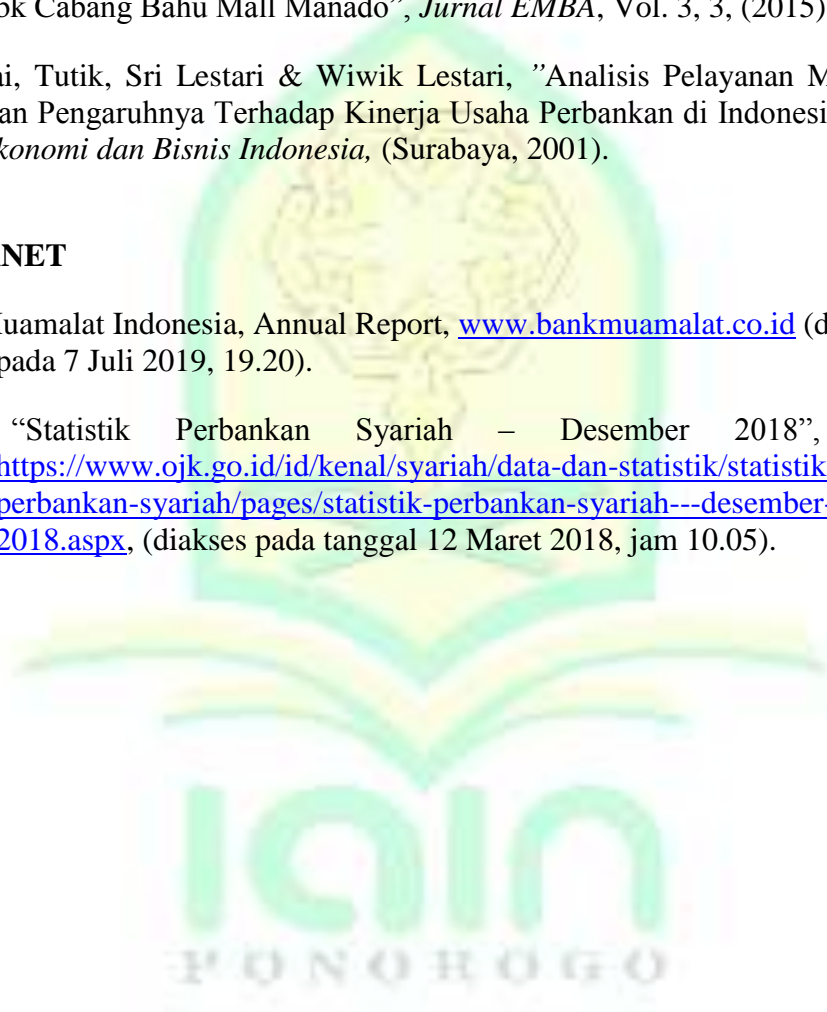 bk Cabang Bahu Mall Manado”, Jurnal EMBA, Vol. 3, 3, (2015)
ai, Tutik, Sri Lestari & Wiwik Lestari, ”Analisis Pelayanan M
an Pengaruhnya Terhadap Kinerja Usaha Perbankan di Indonesi
konomi dan Bisnis Indonesia, (Surabaya, 2001).
RNET
uamalat Indonesia, Annual Report, www.bankmuamalat.co.id (d
pada 7 Juli 2019, 19.20).
“Statistik Perbankan Syariah – Desember 2018”,
https://www.ojk.go.id/id/kenal/syariah/data-dan-statistik/statistik
perbankan-syariah/pages/statistik-perbankan-syariah---desember-
2018.aspx, (diakses pada tanggal 12 Maret 2018, jam 10.05).
iain
PONOROGO